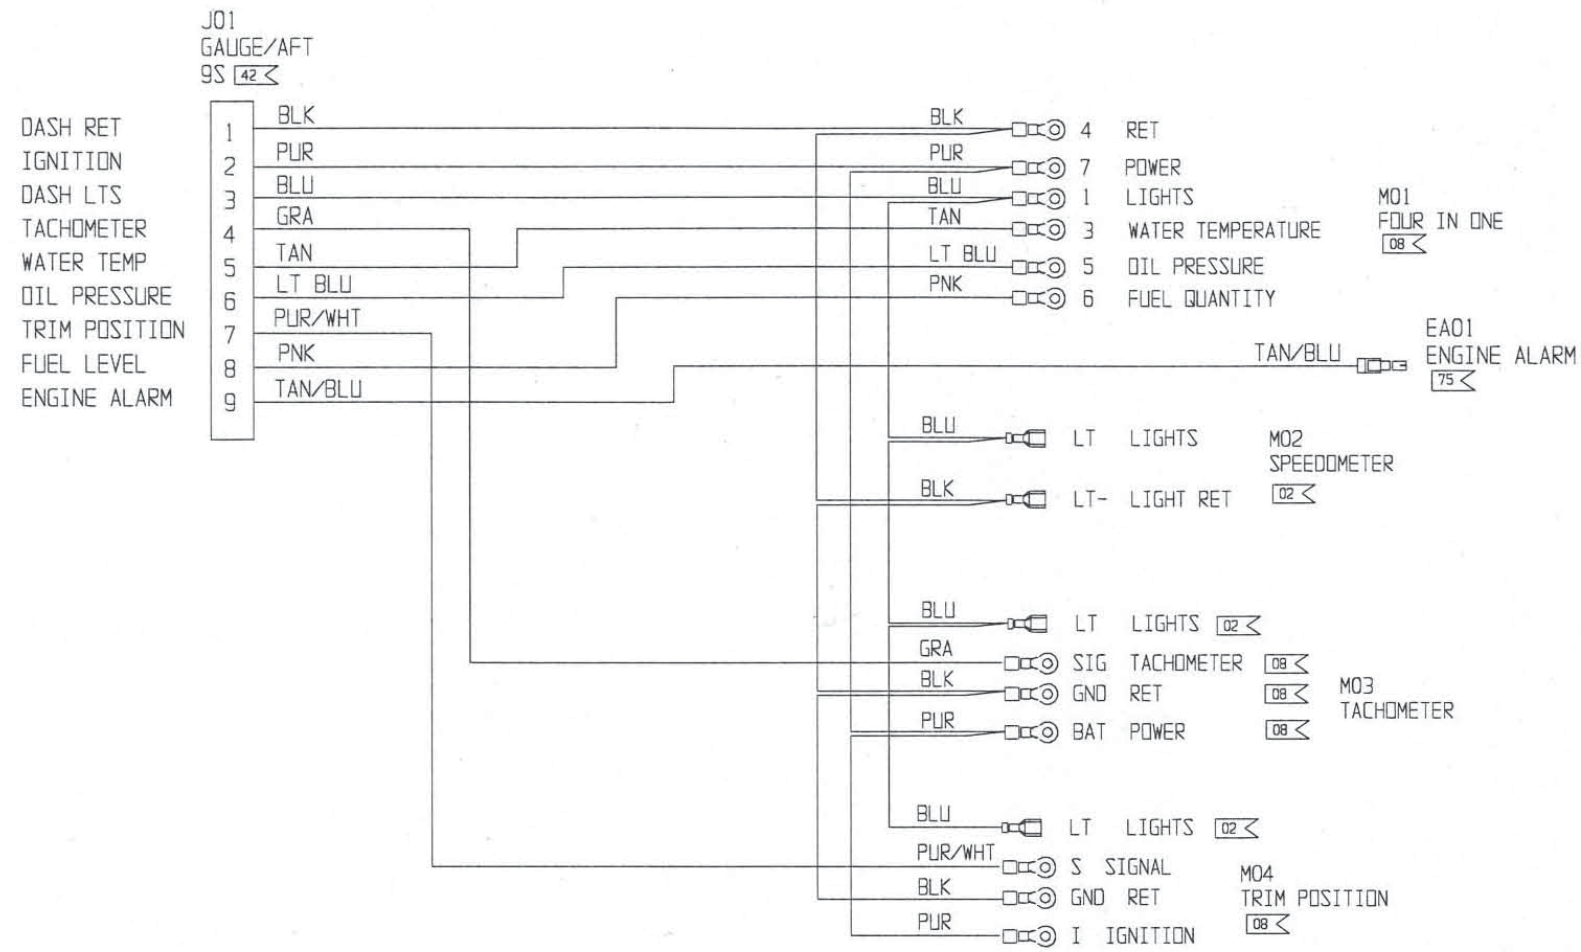 J01
GAUGE/AFT
9S 42
DASH RET 1 BLK
IGNITION 2 PUR
DASH LTS 3 BLU
TACHOMETER 4 GRA
WATER TEMP 5 TAN
OIL PRESSURE 6 LT BLU
TRIM POSITION 7 PUR/WHT
FUEL LEVEL 8 PNK
ENGINE ALARM 9 TAN/BLU
BLK 4 RET
PUR 7 POWER
BLU 1 LIGHTS
TAN 3 WATER TEMPERATURE
LT BLU 5 OIL PRESSURE
PNK 6 FUEL QUANTITY
M01
FOUR IN ONE
08
TAN/BLU
EA01
ENGINE ALARM
75
BLU LT LIGHTS
BLK LT- LIGHT RET
M02
SPEEDOMETER
02
BLU LT LIGHTS 02
GRA SIG TACHOMETER 08
BLK GND RET 08
PUR BAT POWER 08
M03
TACHOMETER
BLU LT LIGHTS 02
PUR/WHT S SIGNAL
BLK GND RET
PUR I IGNITION
M04
TRIM POSITION
08